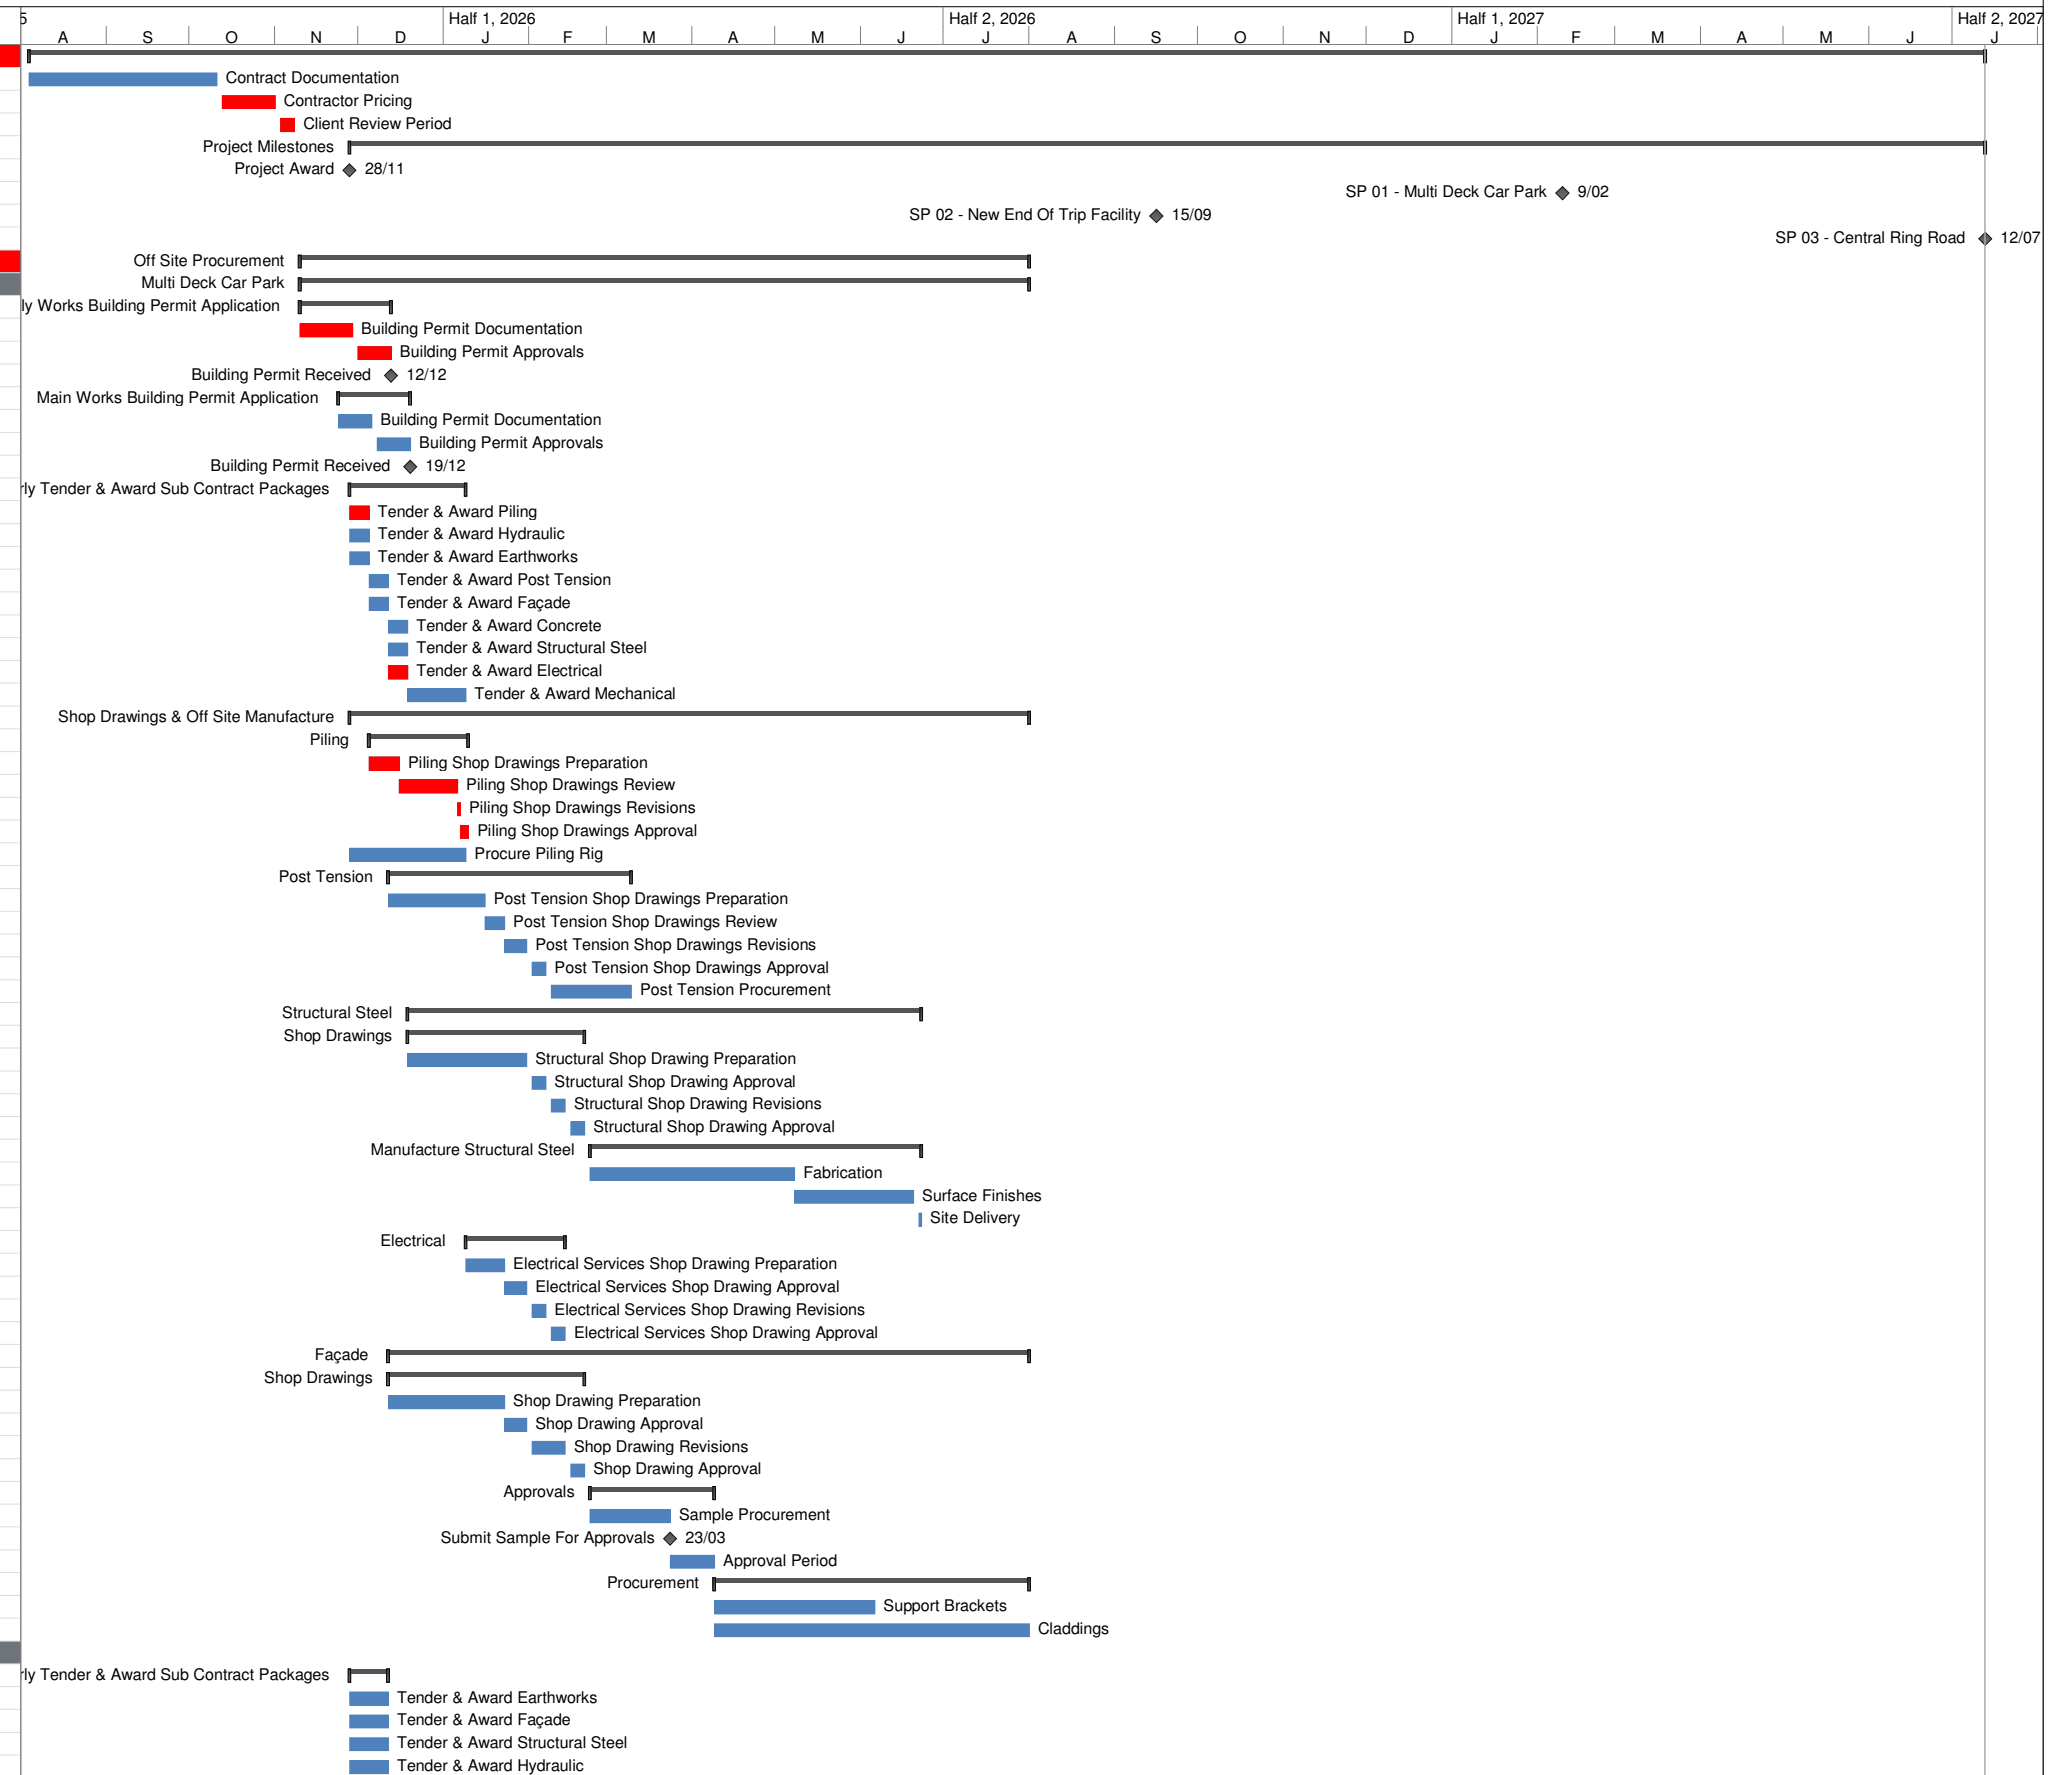 5 Half 1, 2026 Half 2, 2026 Half 1, 2027 Half 2, 2027
A S O N D J F M A M J J A S O N D J F M A M J J
Contract Documentation
Contractor Pricing
Client Review Period
Project Milestones
Project Award 28/11
SP 01 - Multi Deck Car Park 9/02
SP 02 - New End Of Trip Facility 15/09
SP 03 - Central Ring Road 12/07
Off Site Procurement
Multi Deck Car Park
ly Works Building Permit Application
Building Permit Documentation
Building Permit Approvals
Building Permit Received 12/12
Main Works Building Permit Application
Building Permit Documentation
Building Permit Approvals
Building Permit Received 19/12
rly Tender & Award Sub Contract Packages
Tender & Award Piling
Tender & Award Hydraulic
Tender & Award Earthworks
Tender & Award Post Tension
Tender & Award Façade
Tender & Award Concrete
Tender & Award Structural Steel
Tender & Award Electrical
Tender & Award Mechanical
Shop Drawings & Off Site Manufacture
Piling
Piling Shop Drawings Preparation
Piling Shop Drawings Review
Piling Shop Drawings Revisions
Piling Shop Drawings Approval
Procure Piling Rig
Post Tension
Post Tension Shop Drawings Preparation
Post Tension Shop Drawings Review
Post Tension Shop Drawings Revisions
Post Tension Shop Drawings Approval
Post Tension Procurement
Structural Steel
Shop Drawings
Structural Shop Drawing Preparation
Structural Shop Drawing Approval
Structural Shop Drawing Revisions
Structural Shop Drawing Approval
Manufacture Structural Steel
Fabrication
Surface Finishes
Site Delivery
Electrical
Electrical Services Shop Drawing Preparation
Electrical Services Shop Drawing Approval
Electrical Services Shop Drawing Revisions
Electrical Services Shop Drawing Approval
Façade
Shop Drawings
Shop Drawing Preparation
Shop Drawing Approval
Shop Drawing Revisions
Shop Drawing Approval
Approvals
Sample Procurement
Submit Sample For Approvals 23/03
Approval Period
Procurement
Support Brackets
Claddings
rly Tender & Award Sub Contract Packages
Tender & Award Earthworks
Tender & Award Façade
Tender & Award Structural Steel
Tender & Award Hydraulic